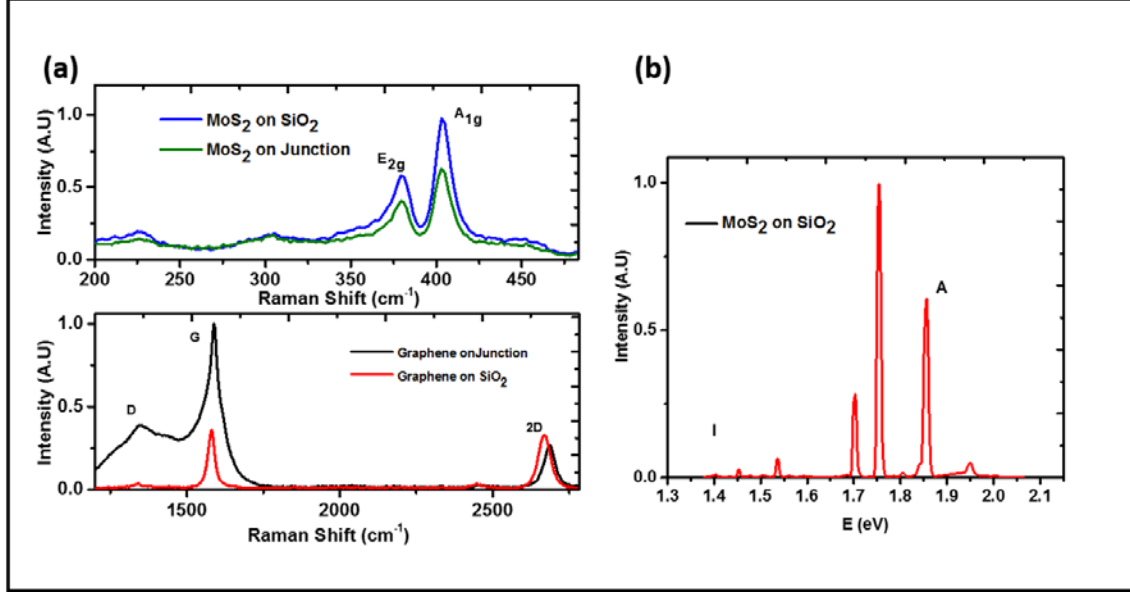 (a)
Intensity (A.U)
1.0
0.5
0.0
MoS2 on SiO2
MoS2 on Junction
E2g
A1g
200 250 300 350 400 450
Raman Shift (cm-1)
Intensity (A.U)
1.0
0.5
0.0
D
G
2D
Graphene onJunction
Graphene on SiO2
1500 2000 2500
Raman Shift (cm-1)
(b)
Intensity (A.U)
1.0
0.5
0.0
MoS2 on SiO2
A
I
1.3 1.4 1.5 1.6 1.7 1.8 1.9 2.0 2.1
E (eV)